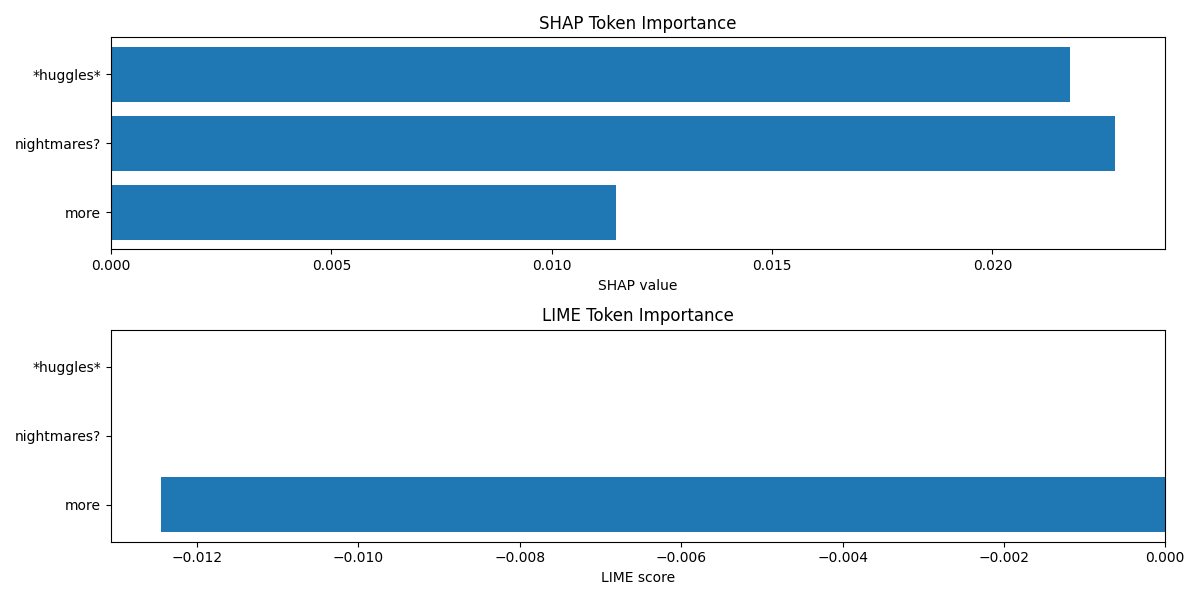 SHAP Token Importance
*huggles*
nightmares?
more
0.000 0.005 0.010 0.015 0.020
SHAP value
LIME Token Importance
*huggles*
nightmares?
more
−0.012 −0.010 −0.008 −0.006 −0.004 −0.002 0.000
LIME score